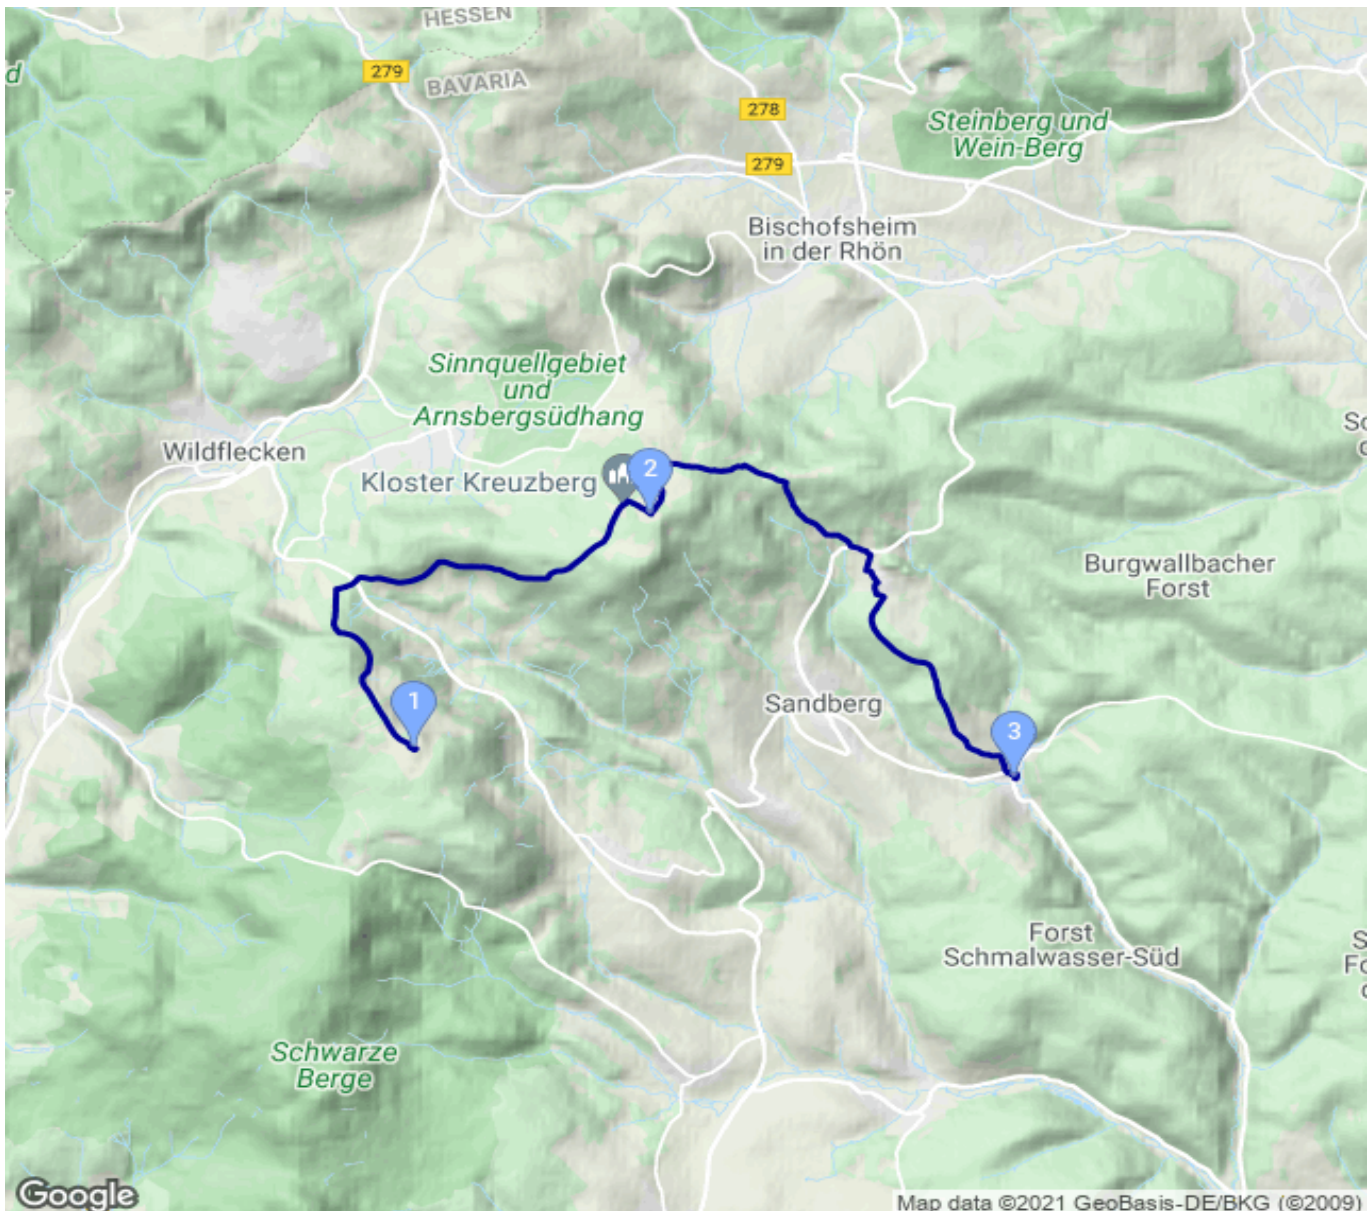 HESSEN
279
BAVARIA
d
278
Steinberg und
Wein-Berg
279
Bischofsheim
in der Rhön
Sinnquellgebiet
und
Arnsbergsüdhang
Wildflecken
Kloster Kreuzberg
2
Burgwallbacher
Forst
1
Sandberg
3
Forst
Schmalwasser-Süd
Schwarze
Berge
Google
Map data ©2021 GeoBasis-DE/BKG (©2009)